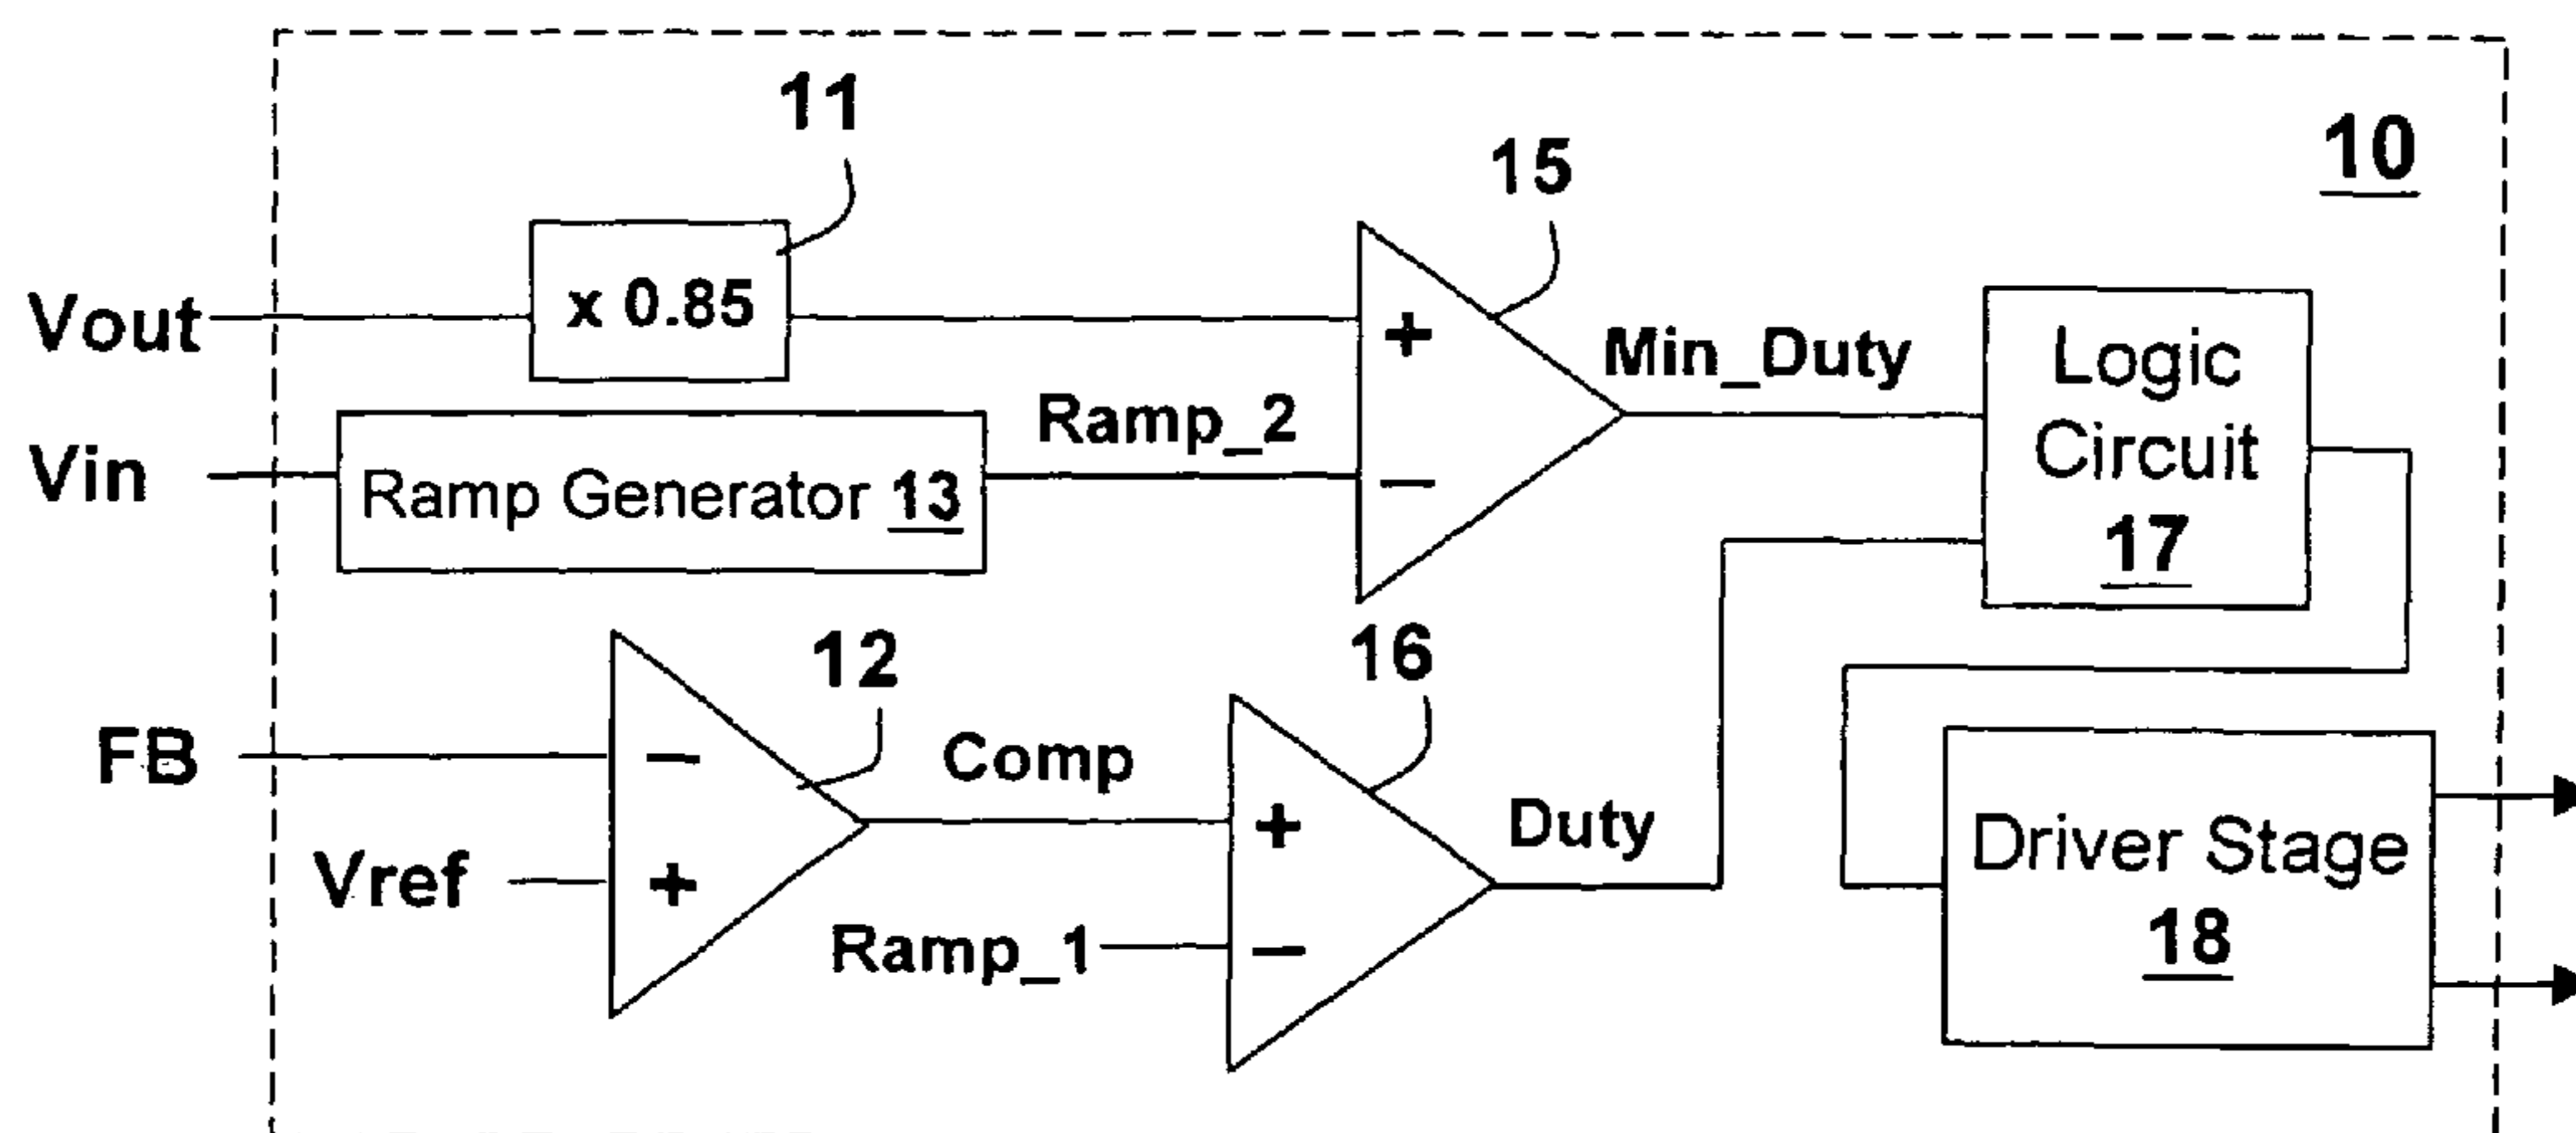 11
10
15
x 0.85
Vout
+
Min_Duty
Logic
Circuit
17
Ramp_2
Vin
Ramp Generator 13
−
12
16
FB
−
Comp
+
Duty
Driver Stage
18
Vref
+
Ramp_1
−